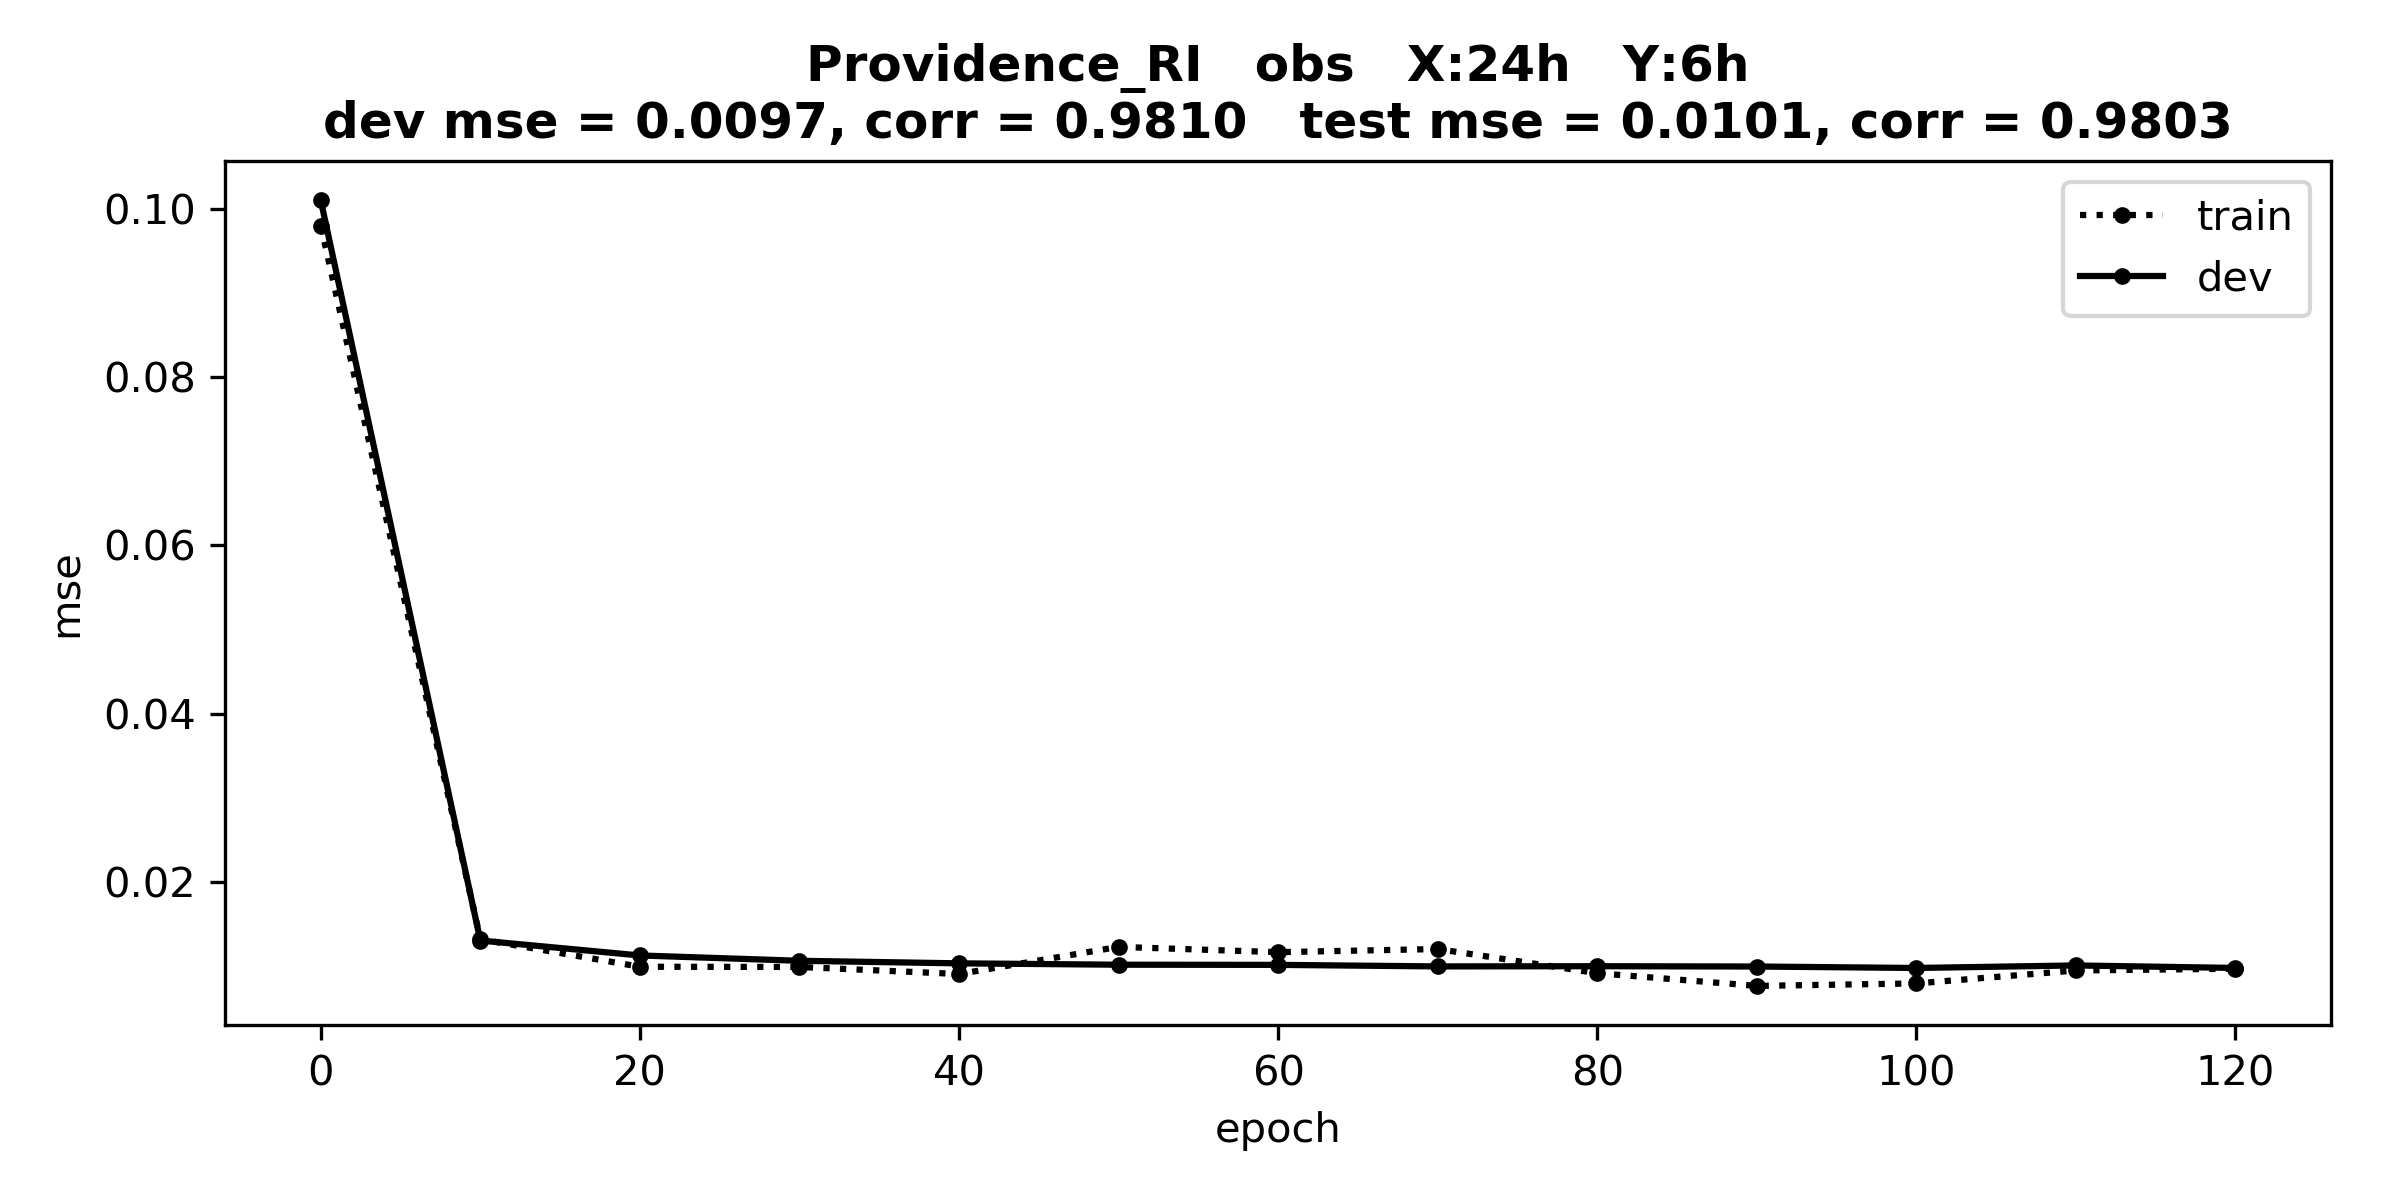 Providence_RI   obs   X:24h   Y:6h
dev mse = 0.0097, corr = 0.9810   test mse = 0.0101, corr = 0.9803
train
dev
0.10
0.08
0.06
0.04
0.02
mse
0 20 40 60 80 100 120
epoch